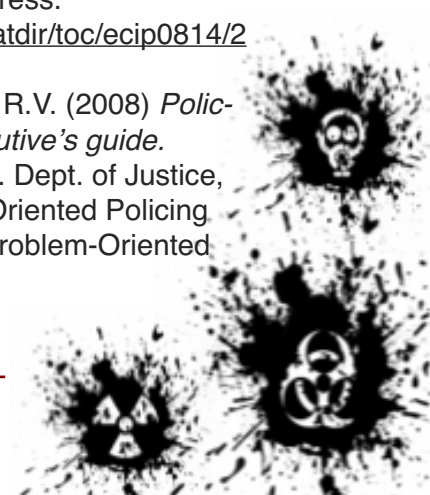 ress.
atdir/toc/ecip0814/2
R.V. (2008) Polic-
utive's guide.
. Dept. of Justice,
Oriented Policing
roblem-Oriented